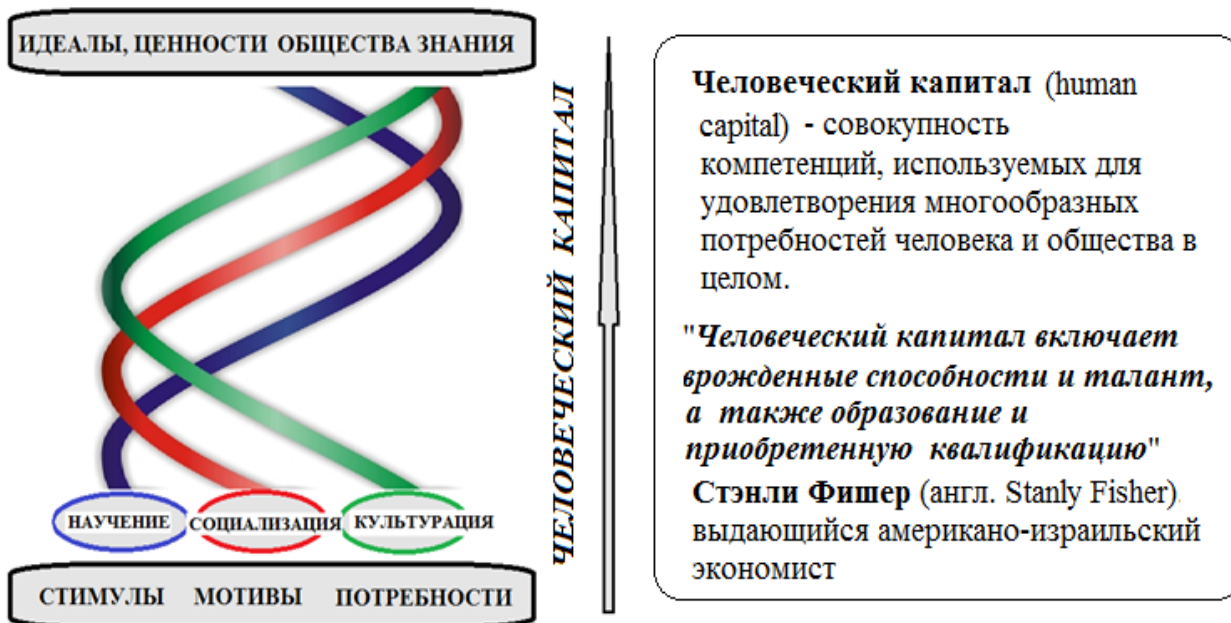 ИДЕАЛЫ, ЦЕННОСТИ ОБЩЕСТВА ЗНАНИЯ
НАУЧЕНИЕ СОЦИАЛИЗАЦИЯ КУЛЬТУРАЦИЯ
СТИМУЛЫ МОТИВЫ ПОТРЕБНОСТИ
ЧЕЛОВЕЧЕСКИЙ КАПИТАЛ
Человеческий капитал (human
capital) - совокупность
компетенций, используемых для
удовлетворения многообразных
потребностей человека и общества в
целом.
"Человеческий капитал включает
врожденные способности и талант,
а также образование и
приобретенную квалификацию"
Стэнли Фишер (англ. Stanly Fisher)
выдающийся американо-израильский
экономист